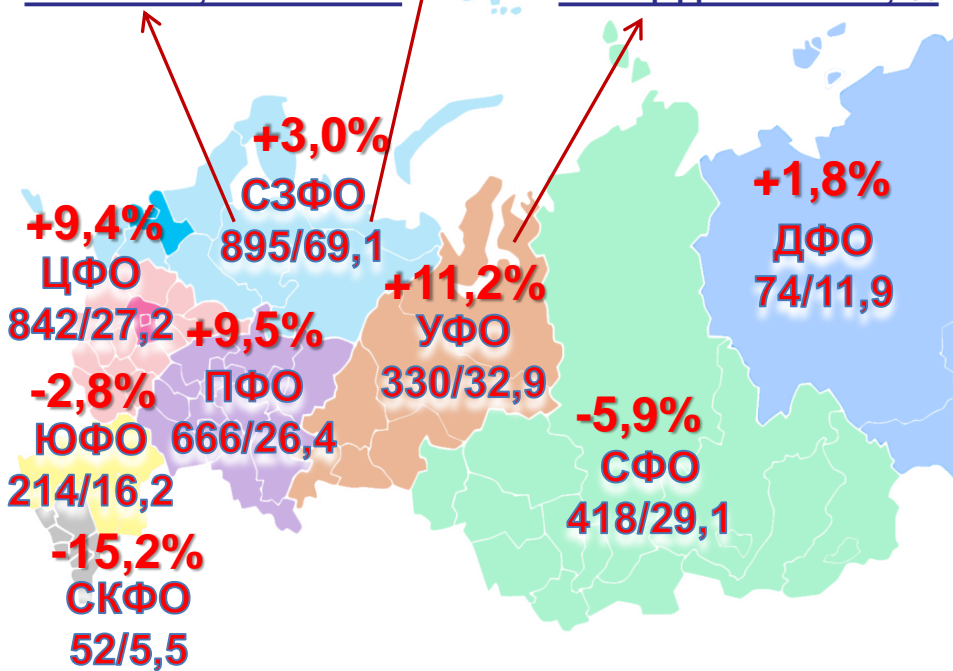 +3,0%
СЗФО
895/69,1
+1,8%
ДФО
74/11,9
+9,4%
ЦФО
842/27,2
+11,2%
УФО
330/32,9
+9,5%
ПФО
666/26,4
-2,8%
ЮФО
214/16,2
-5,9%
СФО
418/29,1
-15,2%
СКФО
52/5,5